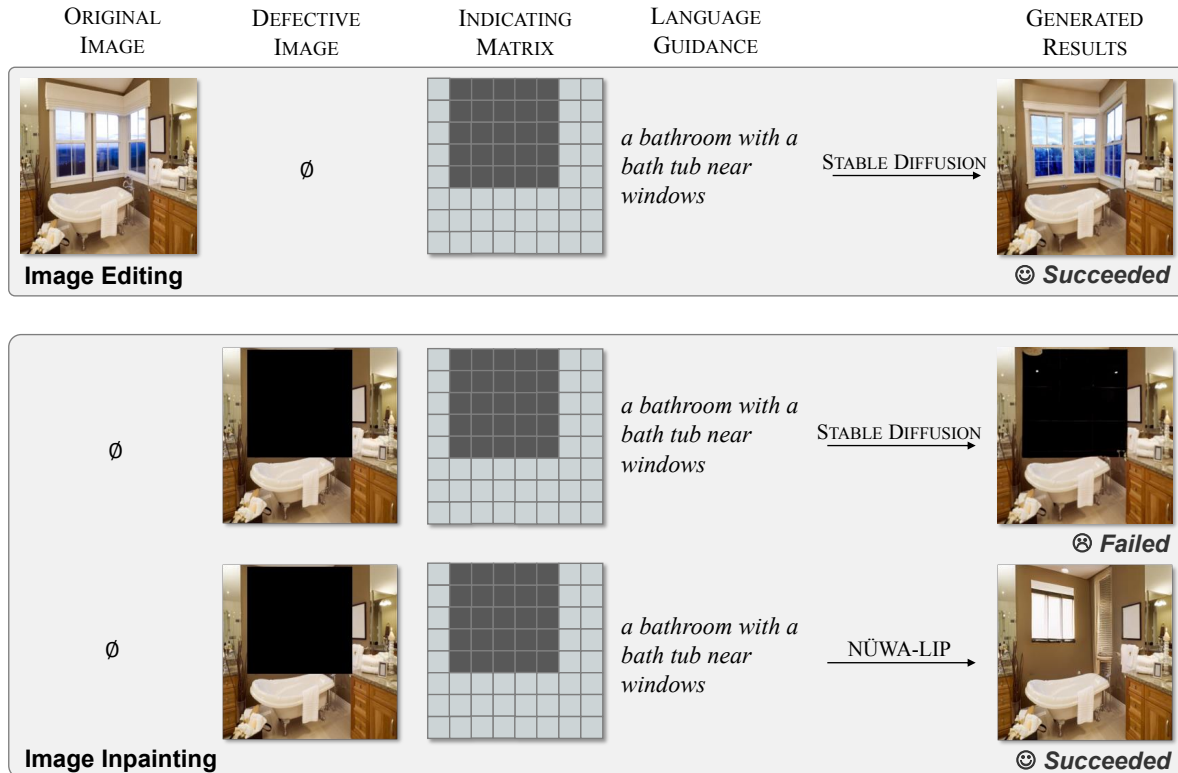 ORIGINAL IMAGE
DEFECTIVE IMAGE
INDICATING MATRIX
LANGUAGE GUIDANCE
GENERATED RESULTS
∅
a bathroom with a
bath tub near
windows
STABLE DIFFUSION
Image Editing
☺ Succeeded
∅
a bathroom with a
bath tub near
windows
STABLE DIFFUSION
☹ Failed
∅
a bathroom with a
bath tub near
windows
NÜWA-LIP
Image Inpainting
☺ Succeeded